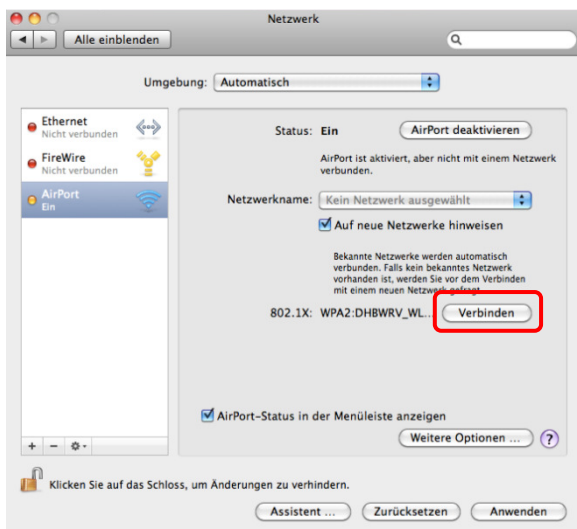 Netzwerk
Alle einblenden
Umgebung: Automatisch
Ethernet
Nicht verbunden
FireWire
Nicht verbunden
AirPort
Ein
Status: Ein
AirPort deaktivieren
AirPort ist aktiviert, aber nicht mit einem Netzwerk
verbunden.
Netzwerkname: Kein Netzwerk ausgewählt
Auf neue Netzwerke hinweisen
Bekannte Netzwerke werden automatisch
verbunden. Falls kein bekanntes Netzwerk
vorhanden ist, werden Sie vor dem Verbinden
mit einem neuen Netzwerk gefragt.
802.1X: WPA2:DHBWRV_WL... Verbinden
AirPort-Status in der Menüleiste anzeigen
+ −
Weitere Optionen ... ?
Klicken Sie auf das Schloss, um Änderungen zu verhindern.
Assistent ... Zurücksetzen Anwenden